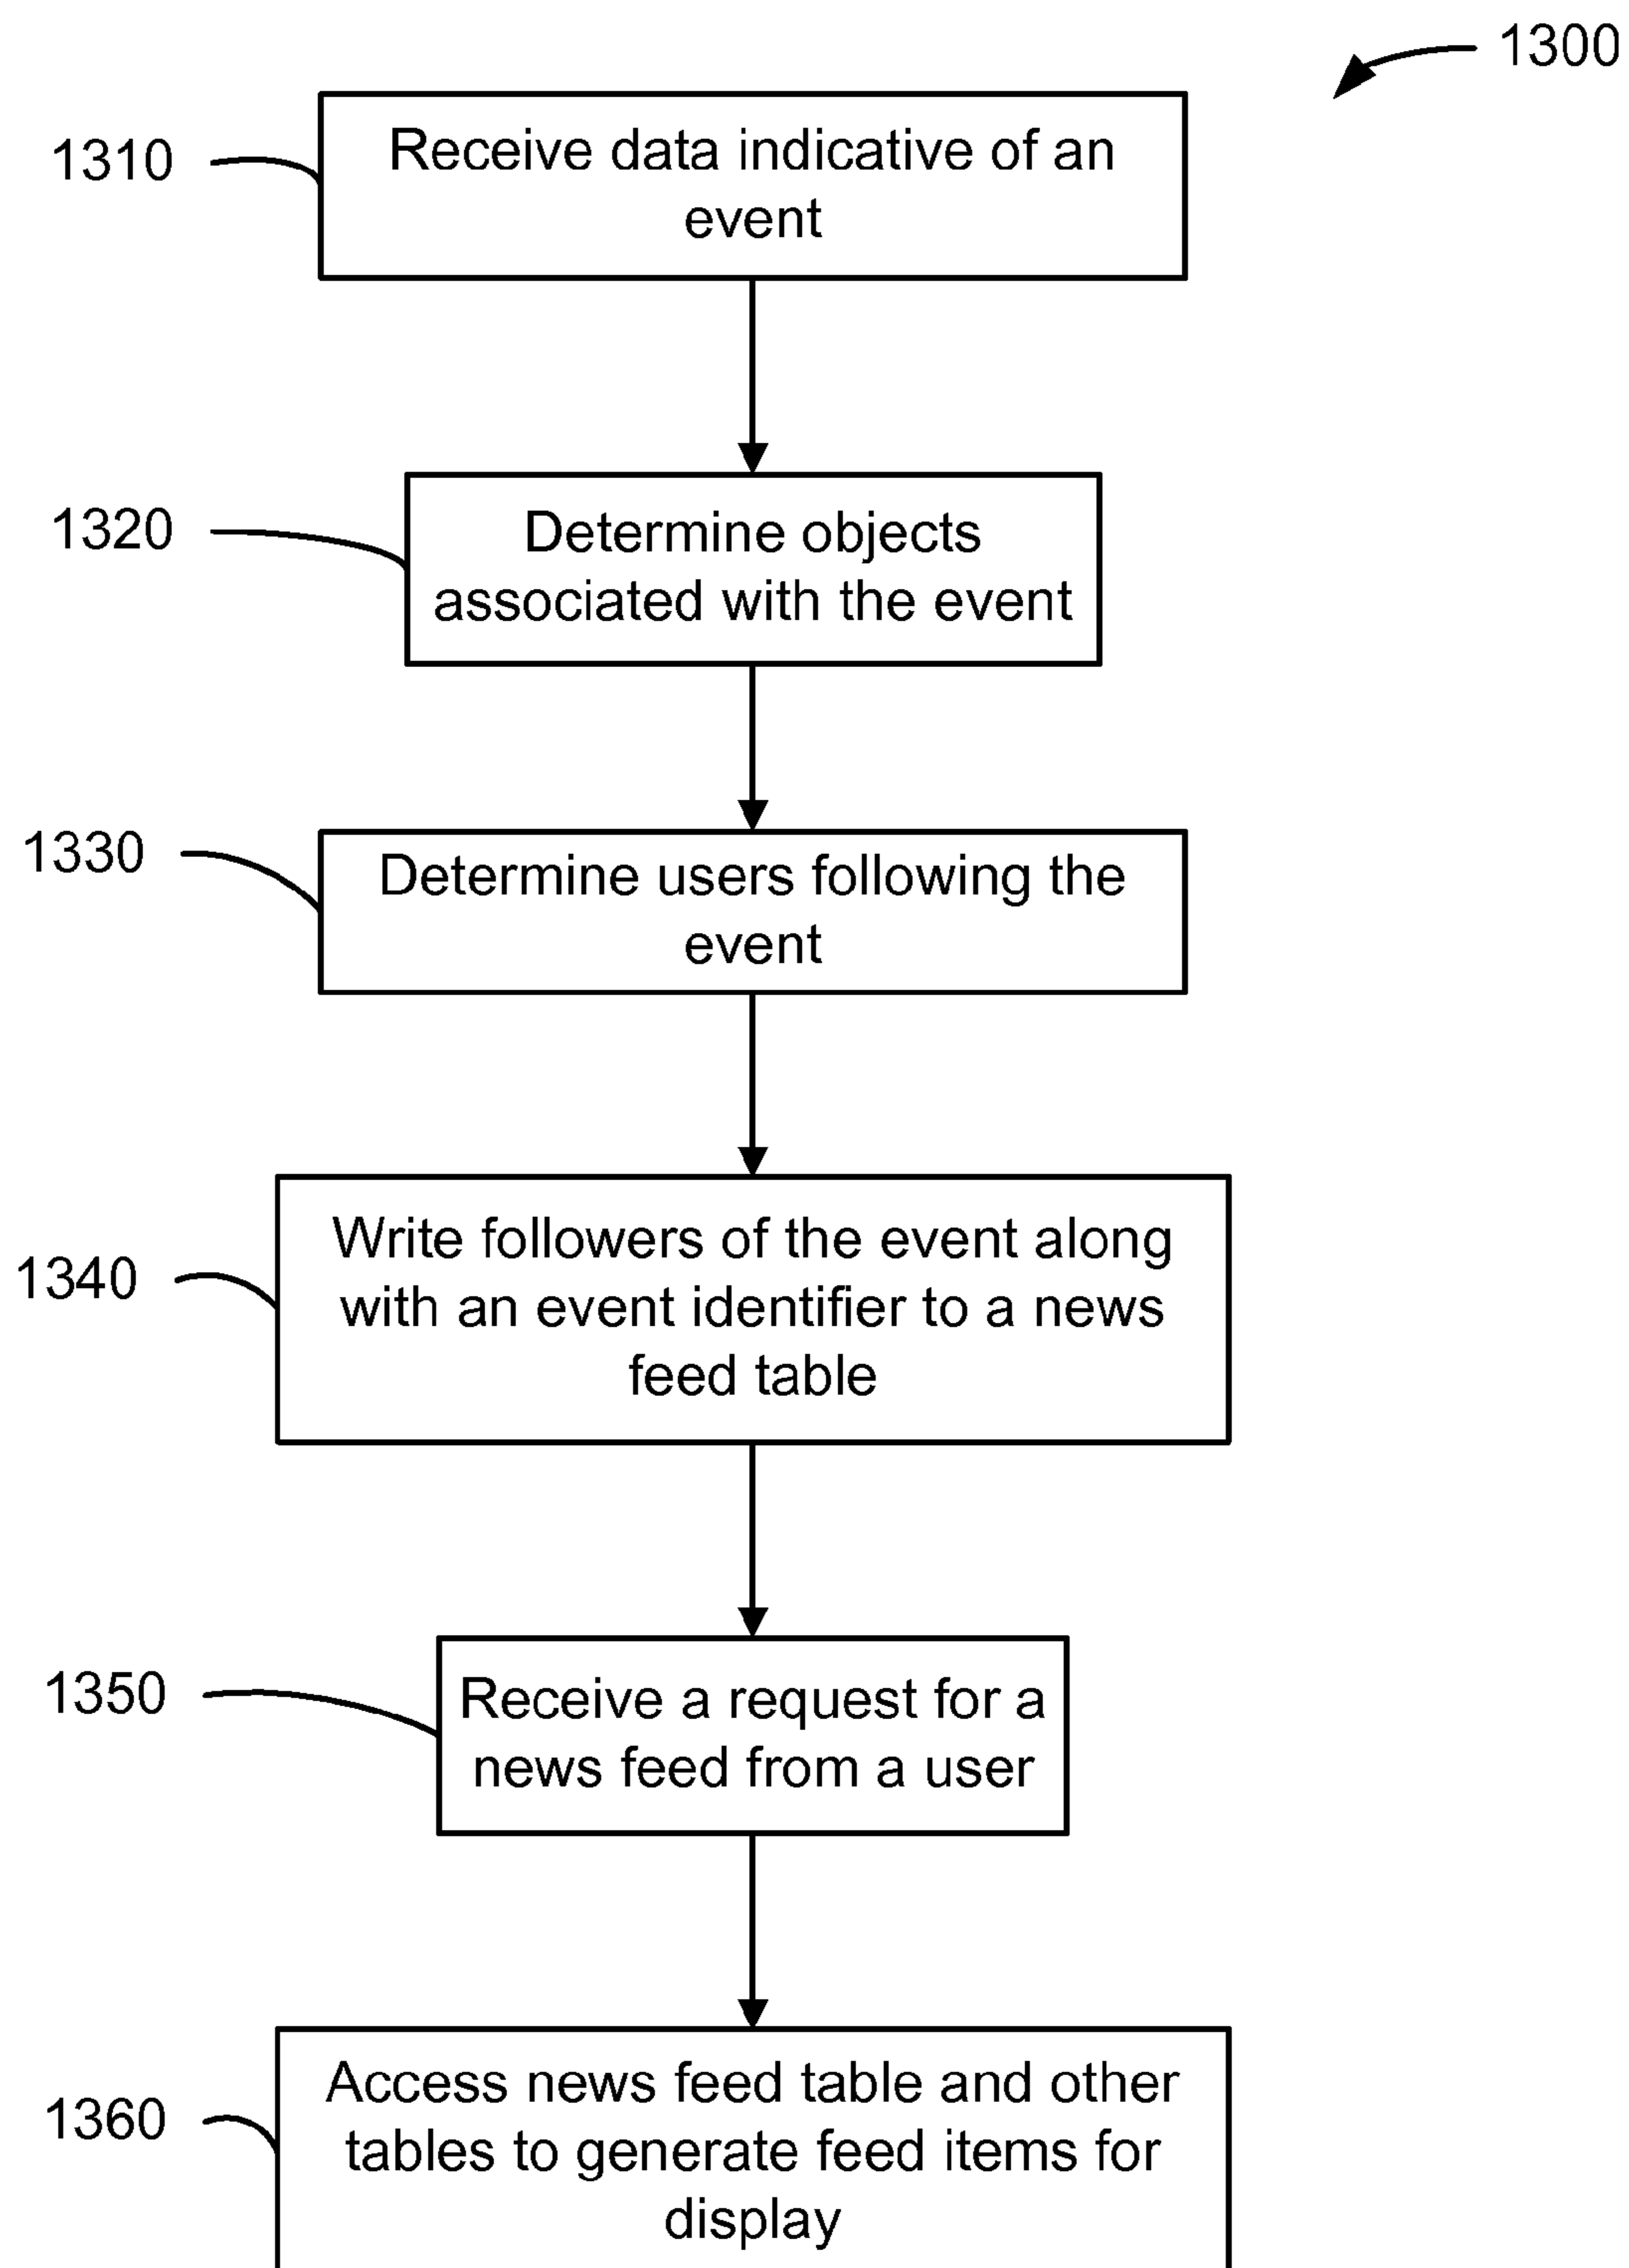 1300
1310
Receive data indicative of an
event
1320
Determine objects
associated with the event
1330
Determine users following the
event
1340
Write followers of the event along
with an event identifier to a news
feed table
1350
Receive a request for a
news feed from a user
1360
Access news feed table and other
tables to generate feed items for
display